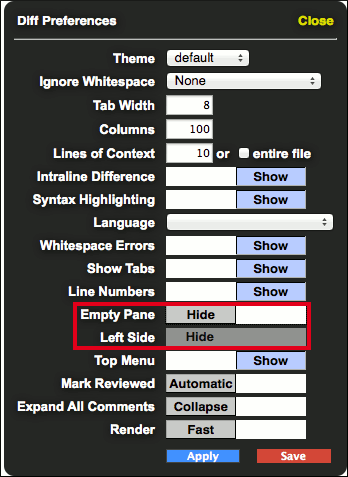 Diff Preferences Close
Theme default
Ignore Whitespace None
Tab Width 8
Columns 100
Lines of Context 10 or entire file
Intraline Difference Show
Syntax Highlighting Show
Language
Whitespace Errors Show
Show Tabs Show
Line Numbers Show
Empty Pane Hide
Left Side Hide
Top Menu Show
Mark Reviewed Automatic
Expand All Comments Collapse
Render Fast
Apply Save